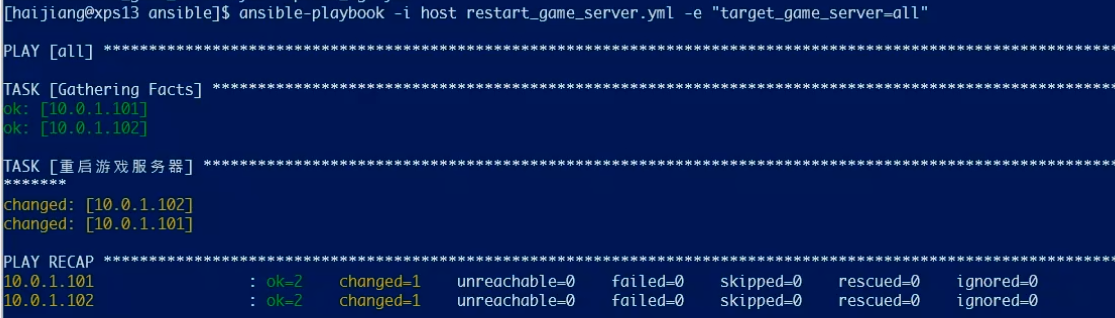 [haijiang@xps13 ansible]$ ansible-playbook -i host restart_game_server.yml -e "target_game_server=all"
PLAY [all] ****************************************************************************************************************
TASK [Gathering Facts] ****************************************************************************************************
ok: [10.0.1.101]
ok: [10.0.1.102]
TASK [重启游戏服务器] ****************************************************************************************************
*******
changed: [10.0.1.102]
changed: [10.0.1.101]
PLAY RECAP ****************************************************************************************************************
10.0.1.101 : ok=2 changed=1 unreachable=0 failed=0 skipped=0 rescued=0 ignored=0
10.0.1.102 : ok=2 changed=1 unreachable=0 failed=0 skipped=0 rescued=0 ignored=0